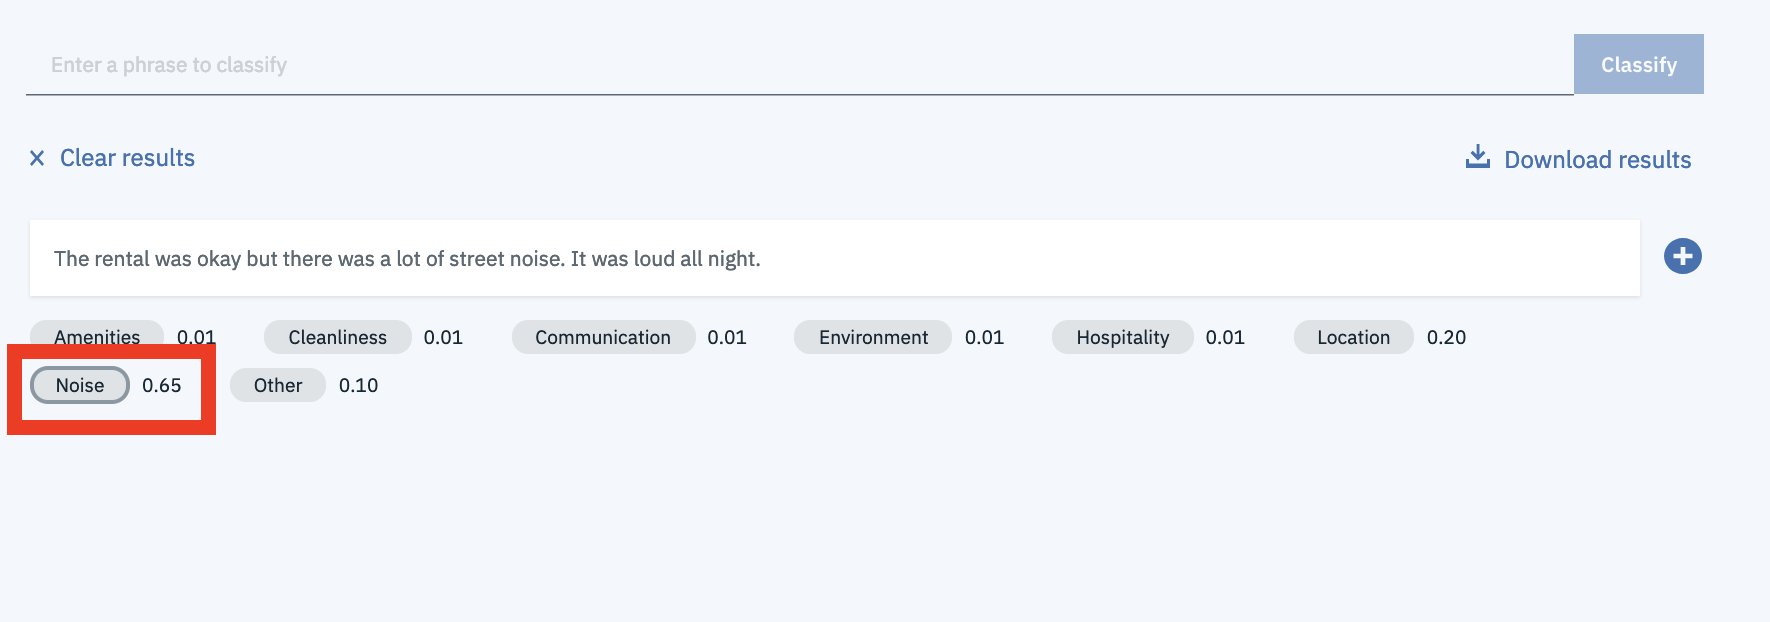 Enter a phrase to classify
Classify
Clear results
Download results
The rental was okay but there was a lot of street noise. It was loud all night.
Amenities 0.01 Cleanliness 0.01 Communication 0.01 Environment 0.01 Hospitality 0.01 Location 0.20
Noise 0.65 Other 0.10